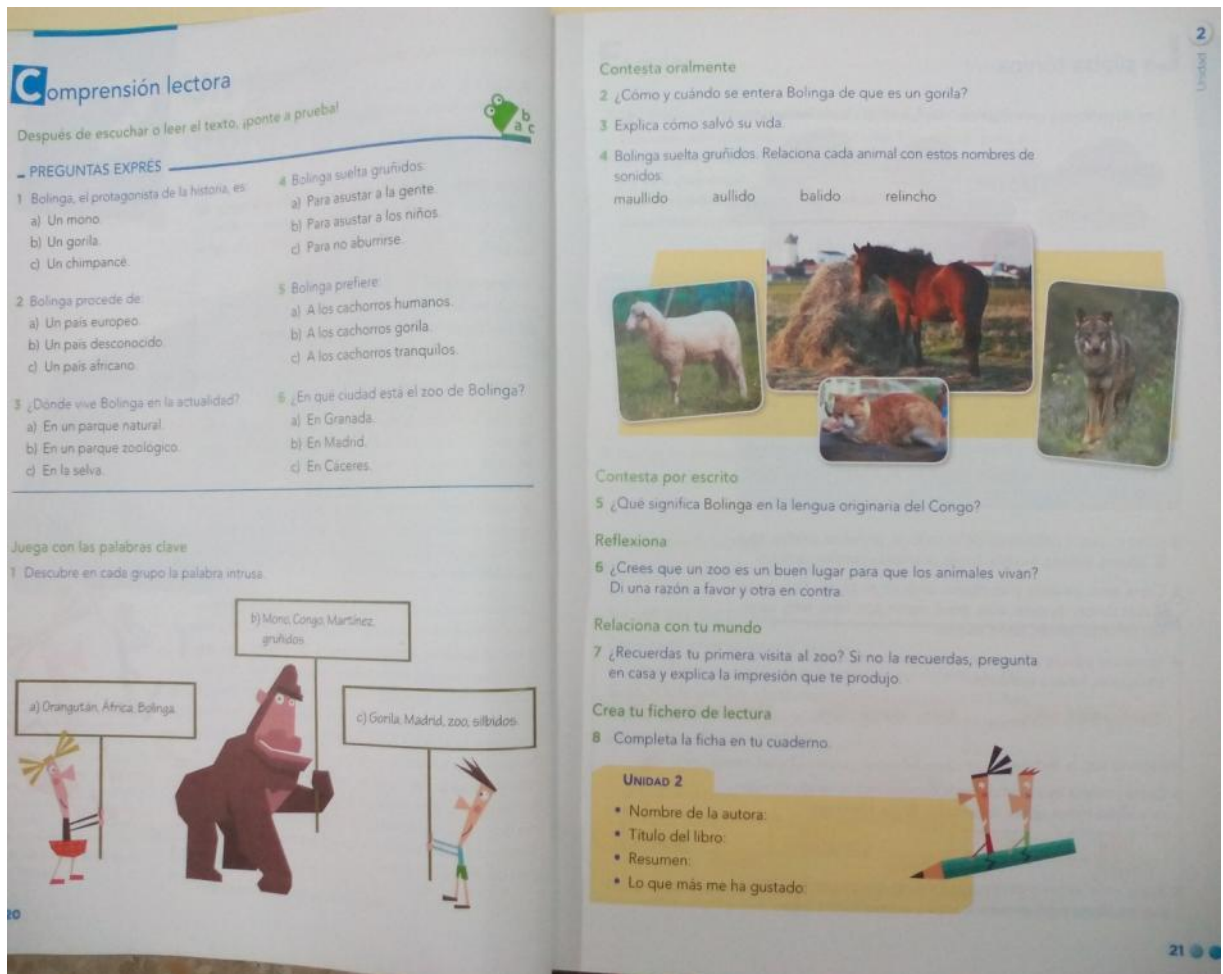 Comprensión lectora
Después de escuchar o leer el texto, ¡ponte a prueba!
a b c
PREGUNTAS EXPRÉS
1 Bolinga, el protagonista de la historia, es:
a) Un mono.
b) Un gorila.
c) Un chimpancé.
2 Bolinga procede de:
a) Un país europeo.
b) Un país desconocido.
c) Un país africano.
3 ¿Dónde vive Bolinga en la actualidad?
a) En un parque natural.
b) En un parque zoológico.
c) En la selva.
4 Bolinga suelta gruñidos:
a) Para asustar a la gente.
b) Para asustar a los niños.
c) Para no aburrirse.
5 Bolinga prefiere:
a) A los cachorros humanos.
b) A los cachorros gorila.
c) A los cachorros tranquilos.
6 ¿En qué ciudad está el zoo de Bolinga?
a) En Granada.
b) En Madrid.
c) En Cáceres.
Juega con las palabras clave
1 Descubre en cada grupo la palabra intrusa.
b) Mono, Congo, Martínez,
gruñidos.
a) Orangután, África, Bolinga.
c) Gorila, Madrid, zoo, silbidos.
20
2
Unidad
Contesta oralmente
2 ¿Cómo y cuándo se entera Bolinga de que es un gorila?
3 Explica cómo salvó su vida.
4 Bolinga suelta gruñidos. Relaciona cada animal con estos nombres de
sonidos:
maullido aullido balido relincho
Contesta por escrito
5 ¿Qué significa Bolinga en la lengua originaria del Congo?
Reflexiona
6 ¿Crees que un zoo es un buen lugar para que los animales vivan?
Di una razón a favor y otra en contra.
Relaciona con tu mundo
7 ¿Recuerdas tu primera visita al zoo? Si no la recuerdas, pregunta
en casa y explica la impresión que te produjo.
Crea tu fichero de lectura
8 Completa la ficha en tu cuaderno.
UNIDAD 2
• Nombre de la autora:
• Título del libro:
• Resumen:
• Lo que más me ha gustado:
21